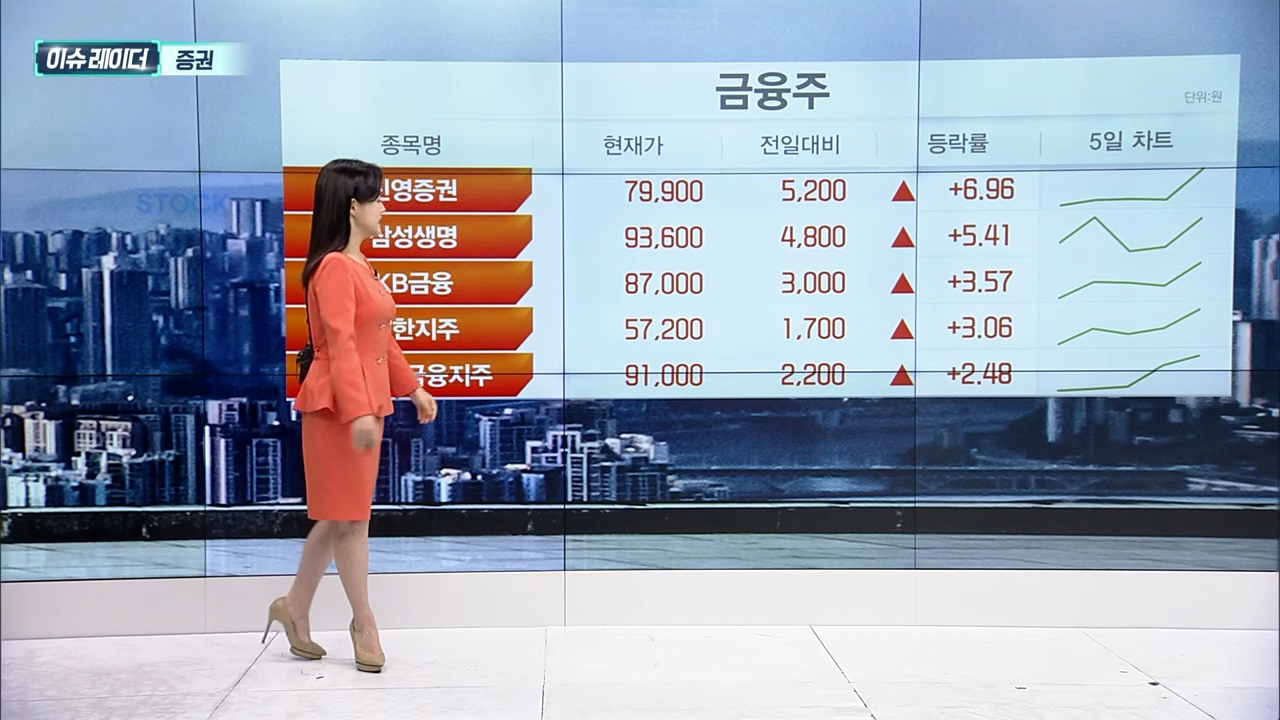 이슈 레이더 증권
금융주
단위:원
종목명 현재가 전일대비 등락률 5일 차트
영증권 79,900 5,200 ▲ +6.96
삼성생명 93,600 4,800 ▲ +5.41
KB금융 87,000 3,000 ▲ +3.57
한지주 57,200 1,700 ▲ +3.06
금융지주 91,000 2,200 ▲ +2.48
STOCK